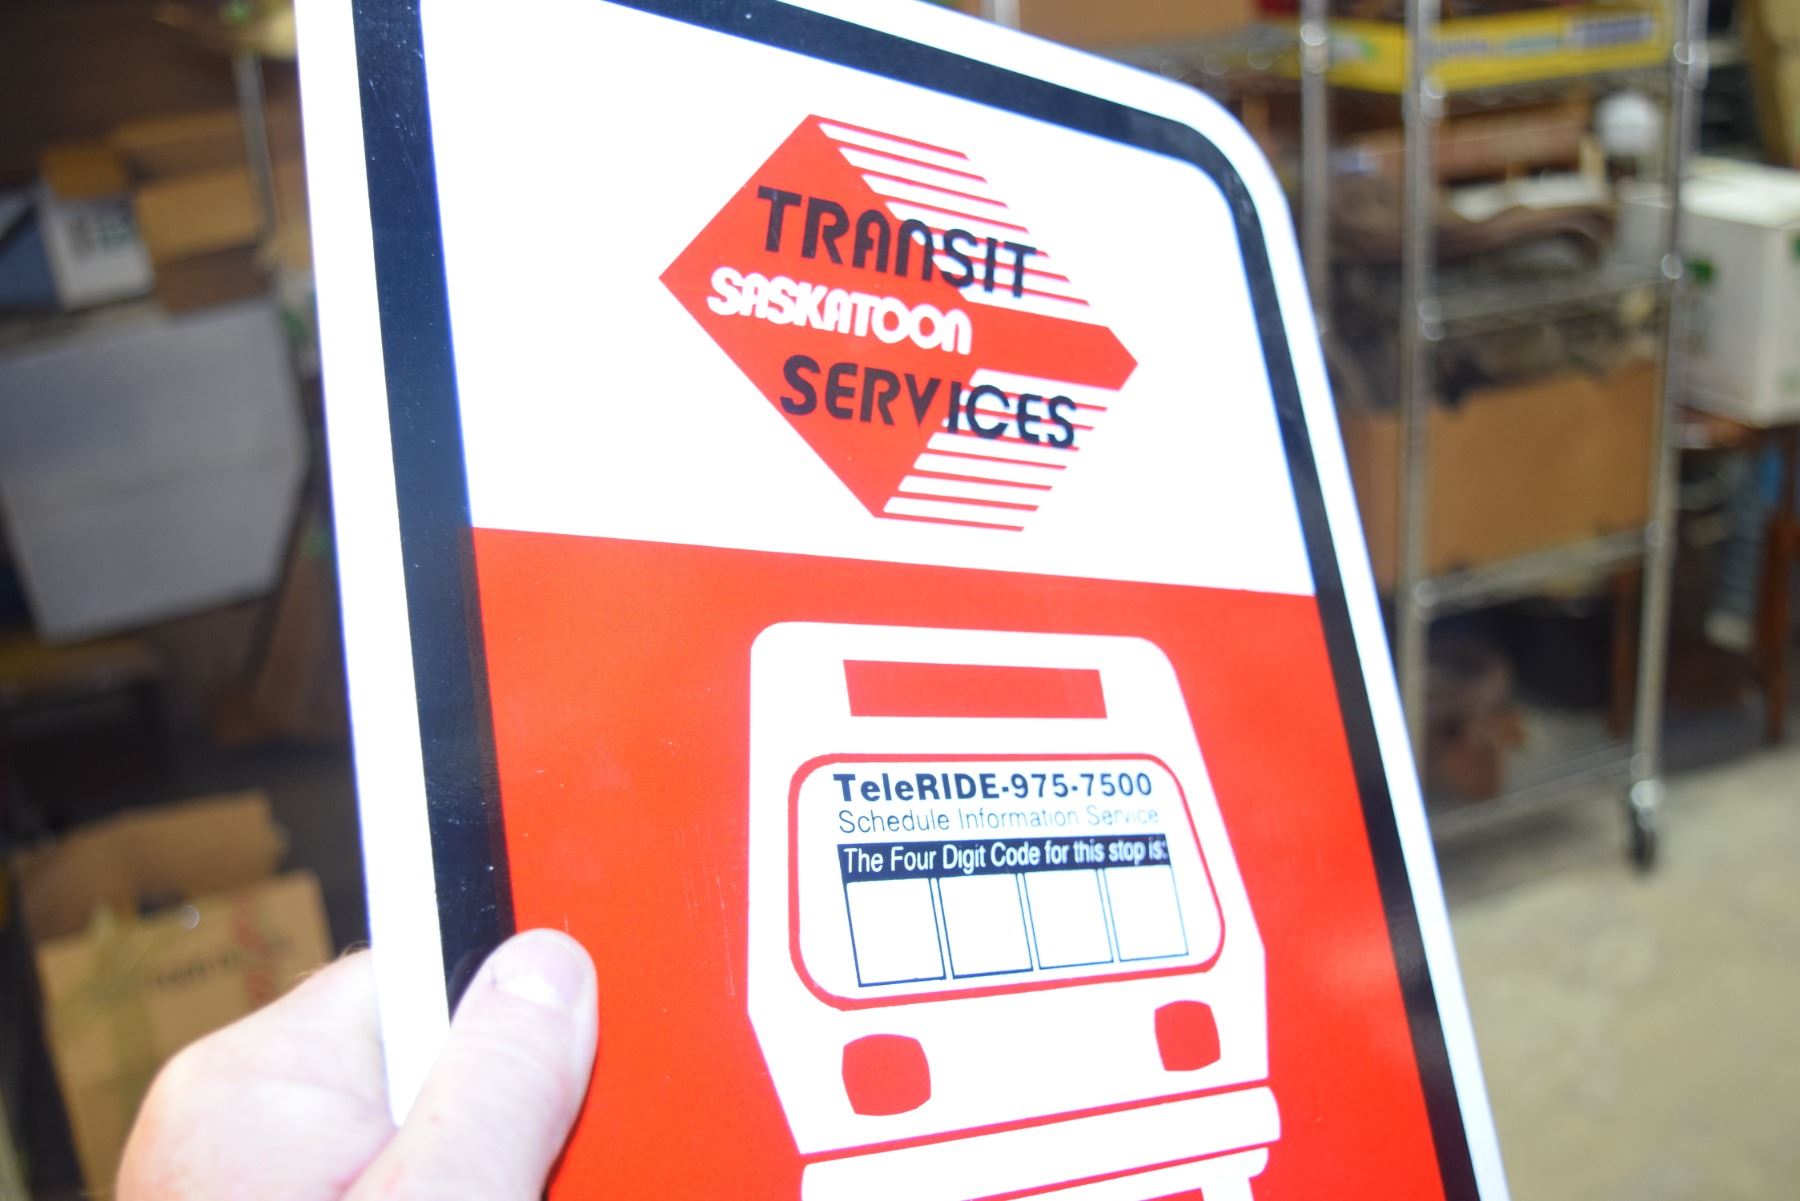 TRANSIT
SASKATOON
SERVICES
TeleRIDE-975-7500
Schedule Information Service
The Four Digit Code for this stop is: